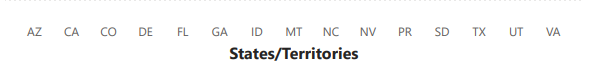 AZ CA CO DE FL GA ID MT NC NV PR SD TX UT VA
States/Territories